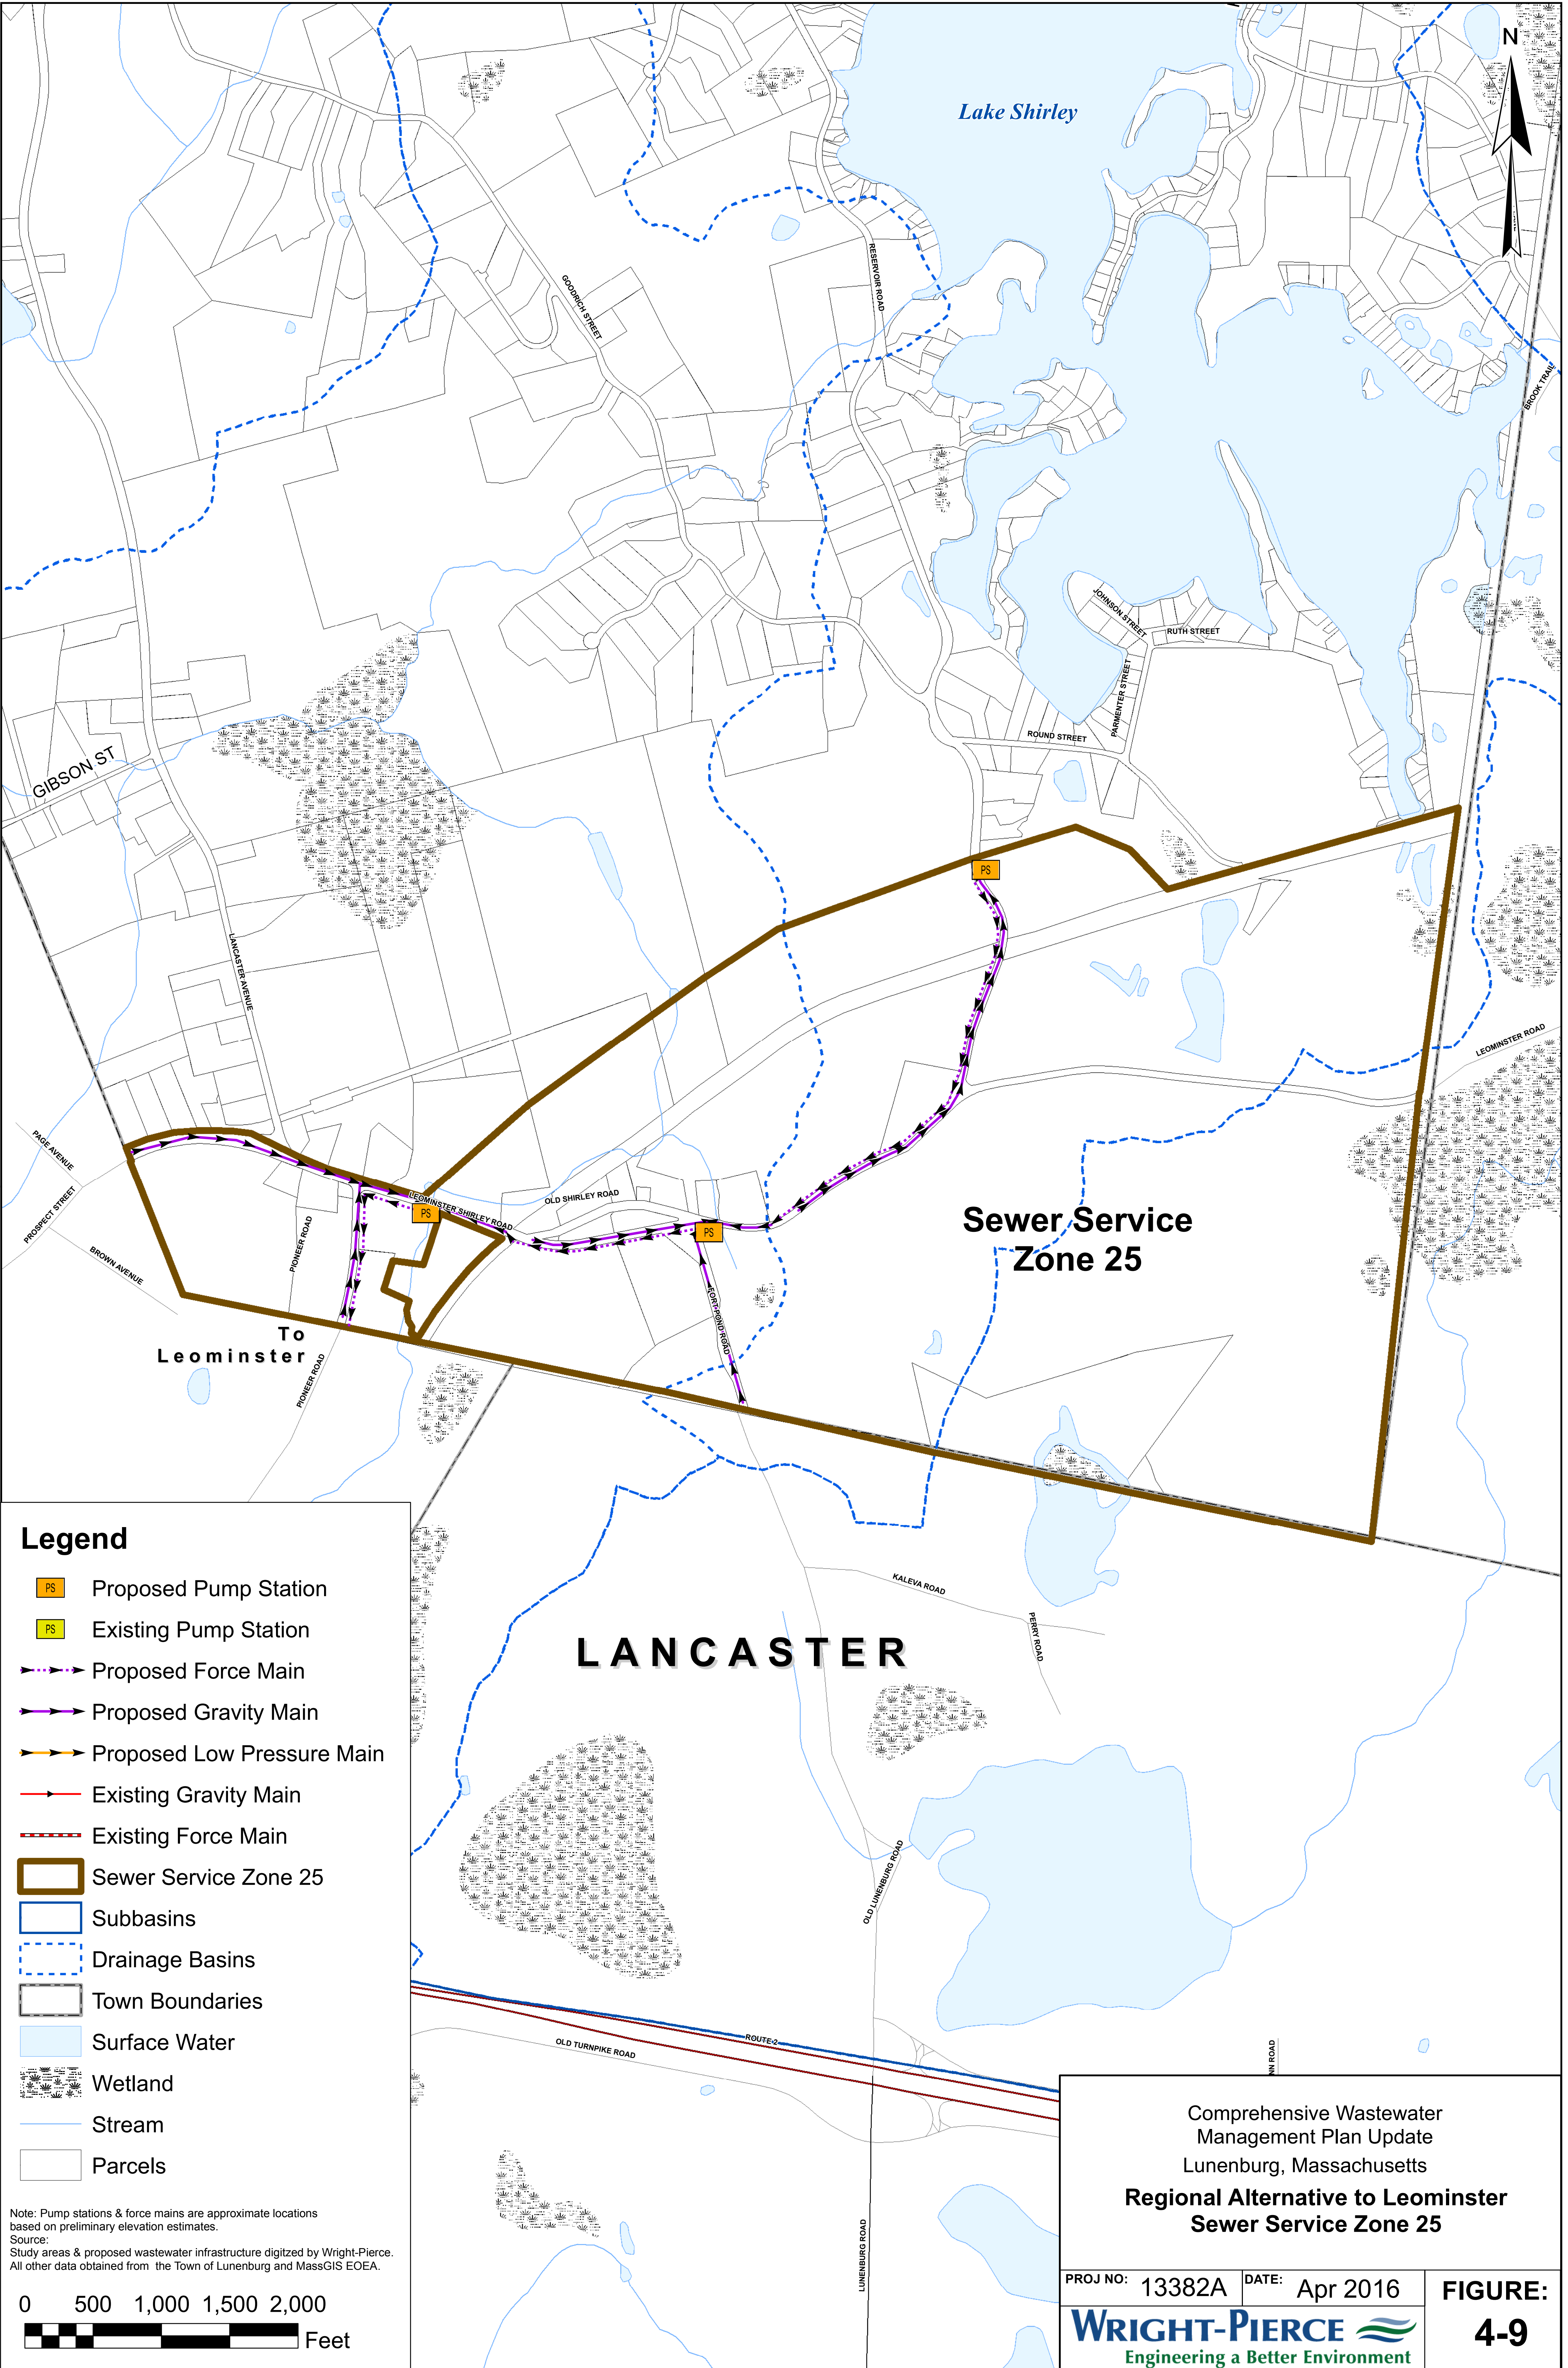 N
Lake Shirley
RESERVOIR ROAD
GOODRICH STREET
BROOK TRAIL
JOHNSON STREET
RUTH STREET
PARMENTER STREET
ROUND STREET
GIBSON ST
PS
LANCASTER AVENUE
LEOMINSTER ROAD
PAGE AVENUE
PROSPECT STREET
BROWN AVENUE
PIONEER ROAD
LEOMINSTER SHIRLEY ROAD
PS
OLD SHIRLEY ROAD
PS
FORT POND ROAD
Sewer Service
Zone 25
To
Leominster
PIONEER ROAD
KALEVA ROAD
PERRY ROAD
LANCASTER
OLD LUNENBURG ROAD
ROUTE 2
OLD TURNPIKE ROAD
LUNENBURG ROAD
NN ROAD
Legend
PS Proposed Pump Station
PS Existing Pump Station
Proposed Force Main
Proposed Gravity Main
Proposed Low Pressure Main
Existing Gravity Main
Existing Force Main
Sewer Service Zone 25
Subbasins
Drainage Basins
Town Boundaries
Surface Water
Wetland
Stream
Parcels
Note: Pump stations & force mains are approximate locations
based on preliminary elevation estimates.
Source:
Study areas & proposed wastewater infrastructure digitzed by Wright-Pierce.
All other data obtained from the Town of Lunenburg and MassGIS EOEA.
0 500 1,000 1,500 2,000
Feet
Comprehensive Wastewater
Management Plan Update
Lunenburg, Massachusetts
Regional Alternative to Leominster
Sewer Service Zone 25
PROJ NO: 13382A DATE: Apr 2016
FIGURE:
4-9
WRIGHT-PIERCE
Engineering a Better Environment